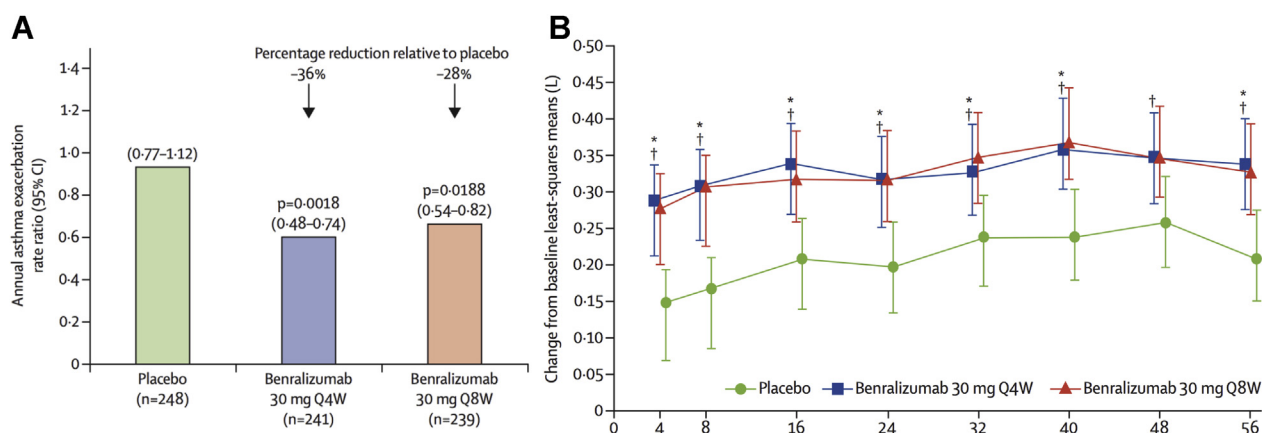 A
Percentage reduction relative to placebo
–36%
–28%
Annual asthma exacerbation
rate ratio (95% CI)
1·4
1·2
1·0
0·8
0·6
0·4
0·2
0
(0·77–1·12)
p=0·0018
(0·48–0·74)
p=0·0188
(0·54–0·82)
Placebo
(n=248)
Benralizumab
30 mg Q4W
(n=241)
Benralizumab
30 mg Q8W
(n=239)
B
Change from baseline least-squares means (L)
0·50
0·45
0·40
0·35
0·30
0·25
0·20
0·15
0·10
0·05
0
*
†
*
†
*
†
*
†
*
†
*
†
†
*
†
Placebo
Benralizumab 30 mg Q4W
Benralizumab 30 mg Q8W
4
8
16
24
32
40
48
56